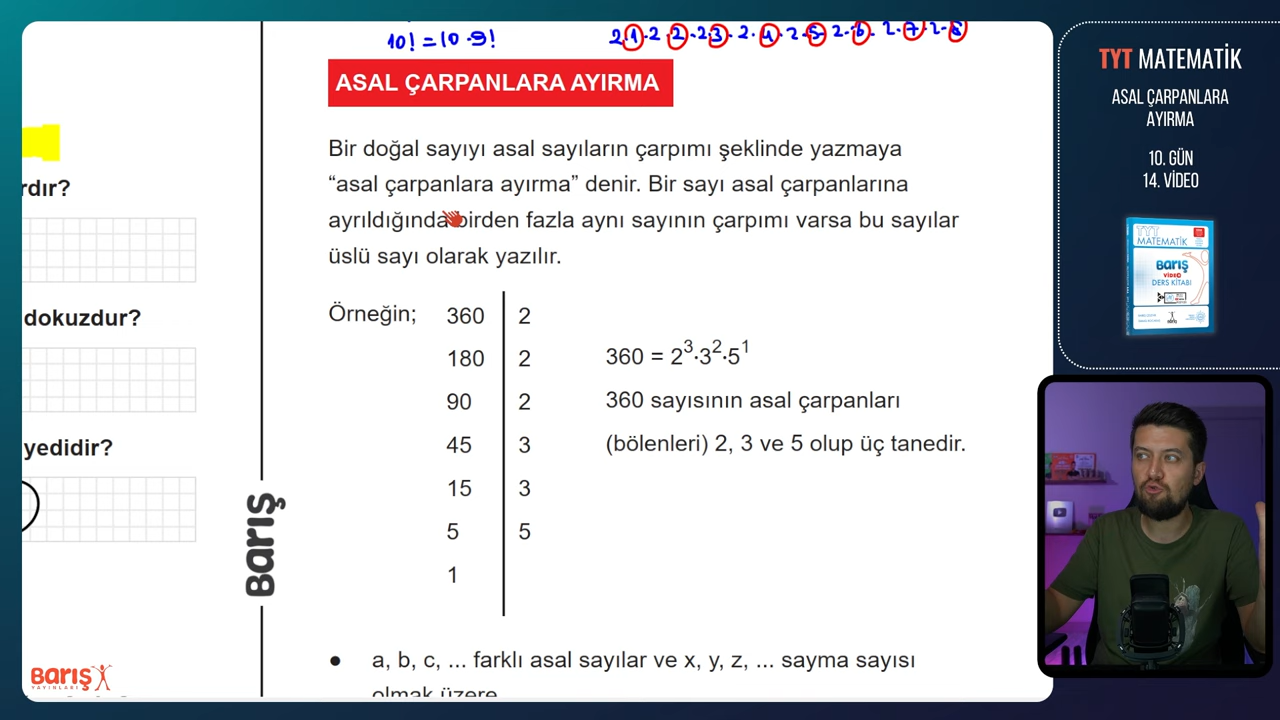 10! = 10 · 9!
2.1.2.2.2.3.2.4.2.5.2.6.2.7.2.8
ASAL ÇARPANLARA AYIRMA
Bir doğal sayıyı asal sayıların çarpımı şeklinde yazmaya
“asal çarpanlara ayırma” denir. Bir sayı asal çarpanlarına
ayrıldığında birden fazla aynı sayının çarpımı varsa bu sayılar
üslü sayı olarak yazılır.
Örneğin; 360 2
180 2
90 2
45 3
15 3
5 5
1
360 = 2³·3²·5¹
360 sayısının asal çarpanları
(bölenleri) 2, 3 ve 5 olup üç tanedir.
● a, b, c, ... farklı asal sayılar ve x, y, z, ... sayma sayısı
olmak üzere
rdır?
dokuzdur?
yedidir?
Barış
BARIŞ
YAYINLARI
TYT MATEMATİK
ASAL ÇARPANLARA
AYIRMA
10. GÜN
14. VİDEO
TYT
MATEMATİK
BARIŞ
VİDEO
DERS KİTABI